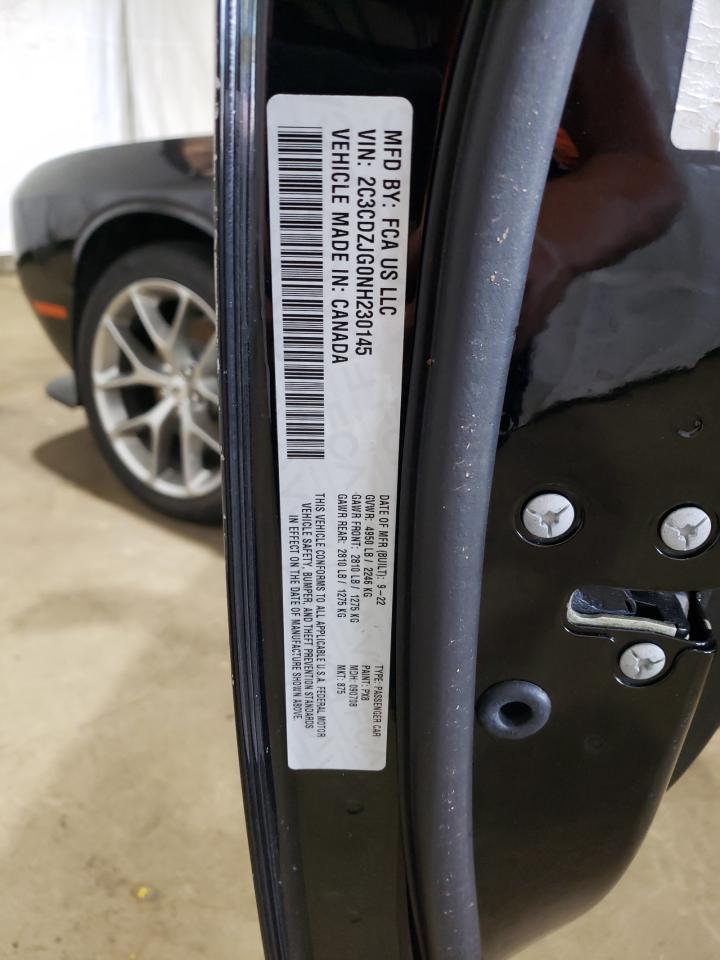 MFD BY: FCA US LLC
VIN: 2C3CDZJG0NH230145
VEHICLE MADE IN: CANADA
DATE OF MFR (BUILT): 9-22
GVWR: 4950 LB / 2246 KG
GAWR FRONT: 2810 LB / 1275 KG
GAWR REAR: 2810 LB / 1275 KG
TYPE: PASSENGER CAR
PAINT: PX8
MDH: 090708
MKT: 875
THIS VEHICLE CONFORMS TO ALL APPLICABLE U.S.A. FEDERAL MOTOR
VEHICLE SAFETY, BUMPER, AND THEFT PREVENTION STANDARDS
IN EFFECT ON THE DATE OF MANUFACTURE SHOWN ABOVE.